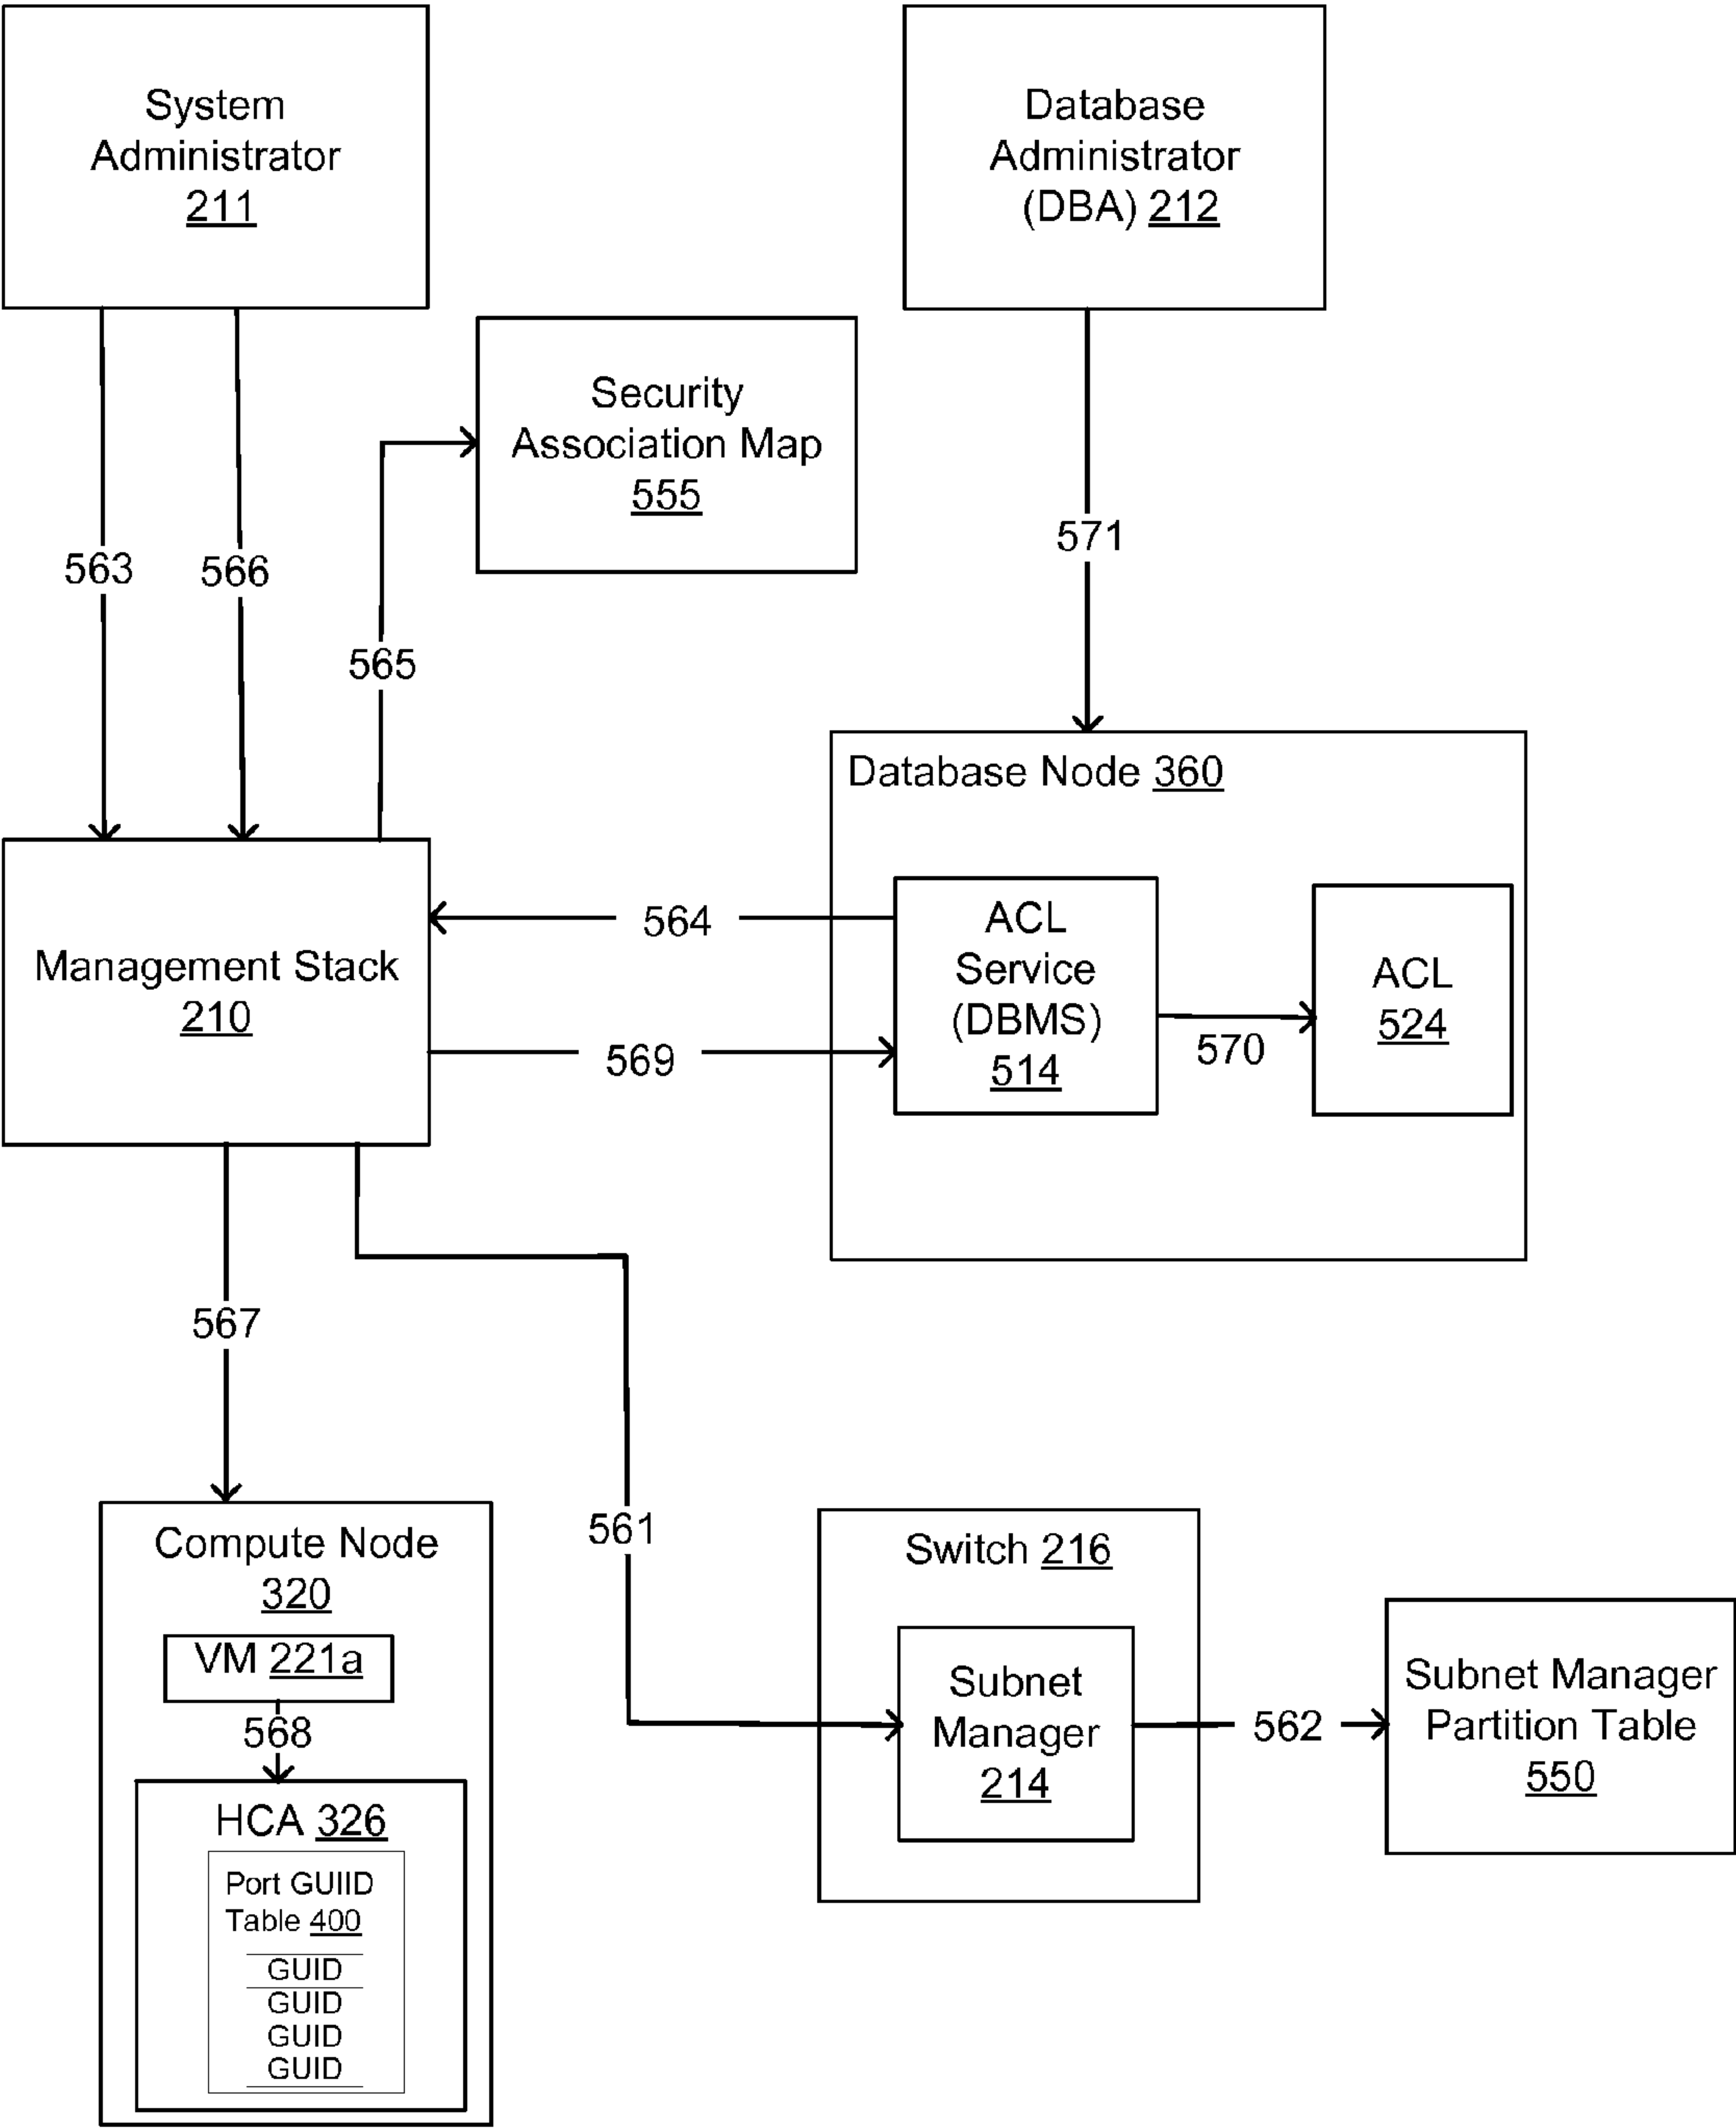 System
Administrator
211
Database
Administrator
(DBA) 212
Security
Association Map
555
563
566
565
571
Database Node 360
Management Stack
210
564
569
ACL
Service
(DBMS)
514
570
ACL
524
567
561
Compute Node
320
VM 221a
568
HCA 326
Port GUIID
Table 400
GUID
GUID
GUID
GUID
Switch 216
Subnet
Manager
214
562
Subnet Manager
Partition Table
550